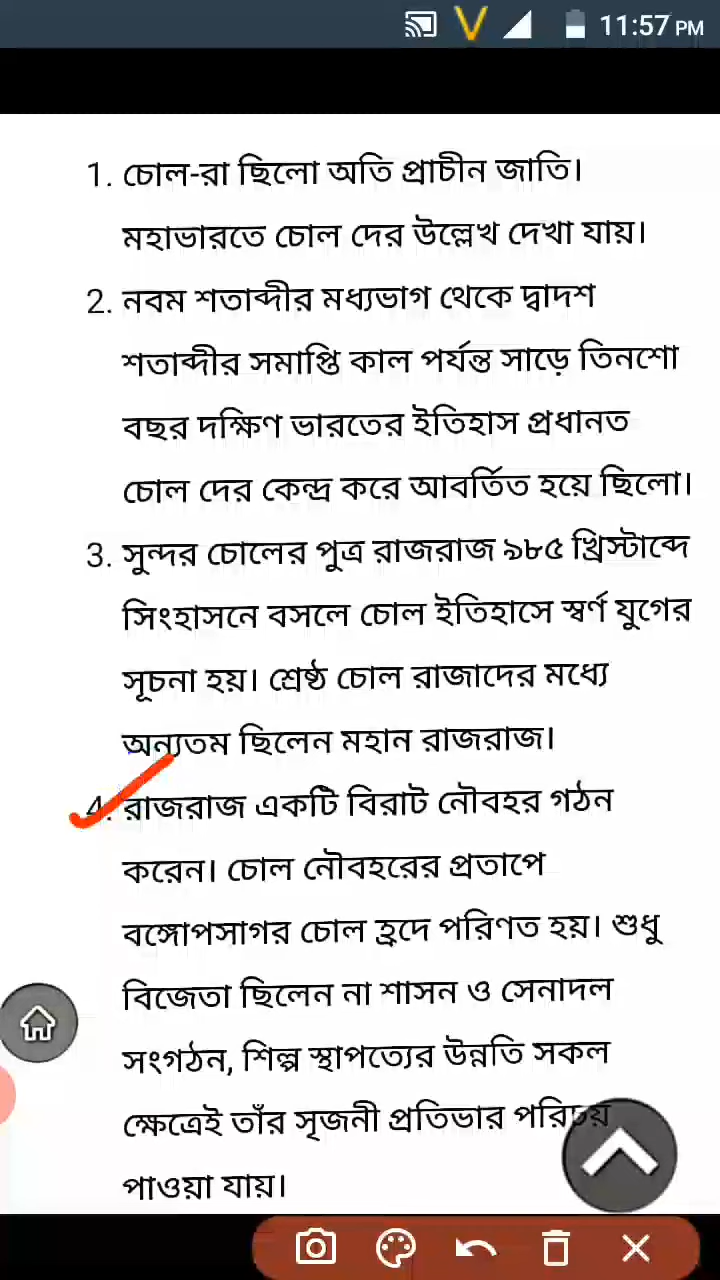 11:57 PM
1. চোল-রা ছিলো অতি প্রাচীন জাতি।
মহাভারতে চোল দের উল্লেখ দেখা যায়।
2. নবম শতাব্দীর মধ্যভাগ থেকে দ্বাদশ
শতাব্দীর সমাপ্তি কাল পর্যন্ত সাড়ে তিনশো
বছর দক্ষিণ ভারতের ইতিহাস প্রধানত
চোল দের কেন্দ্র করে আবর্তিত হয়ে ছিলো।
3. সুন্দর চোলের পুত্র রাজরাজ ৯৮৫ খ্রিস্টাব্দে
সিংহাসনে বসলে চোল ইতিহাসে স্বর্ণ যুগের
সূচনা হয়। শ্রেষ্ঠ চোল রাজাদের মধ্যে
অন্যতম ছিলেন মহান রাজরাজ।
4. রাজরাজ একটি বিরাট নৌবহর গঠন
করেন। চোল নৌবহরের প্রতাপে
বঙ্গোপসাগর চোল হ্রদে পরিণত হয়। শুধু
বিজেতা ছিলেন না শাসন ও সেনাদল
সংগঠন, শিল্প স্থাপত্যের উন্নতি সকল
ক্ষেত্রেই তাঁর সৃজনী প্রতিভার পরিচয়
পাওয়া যায়।